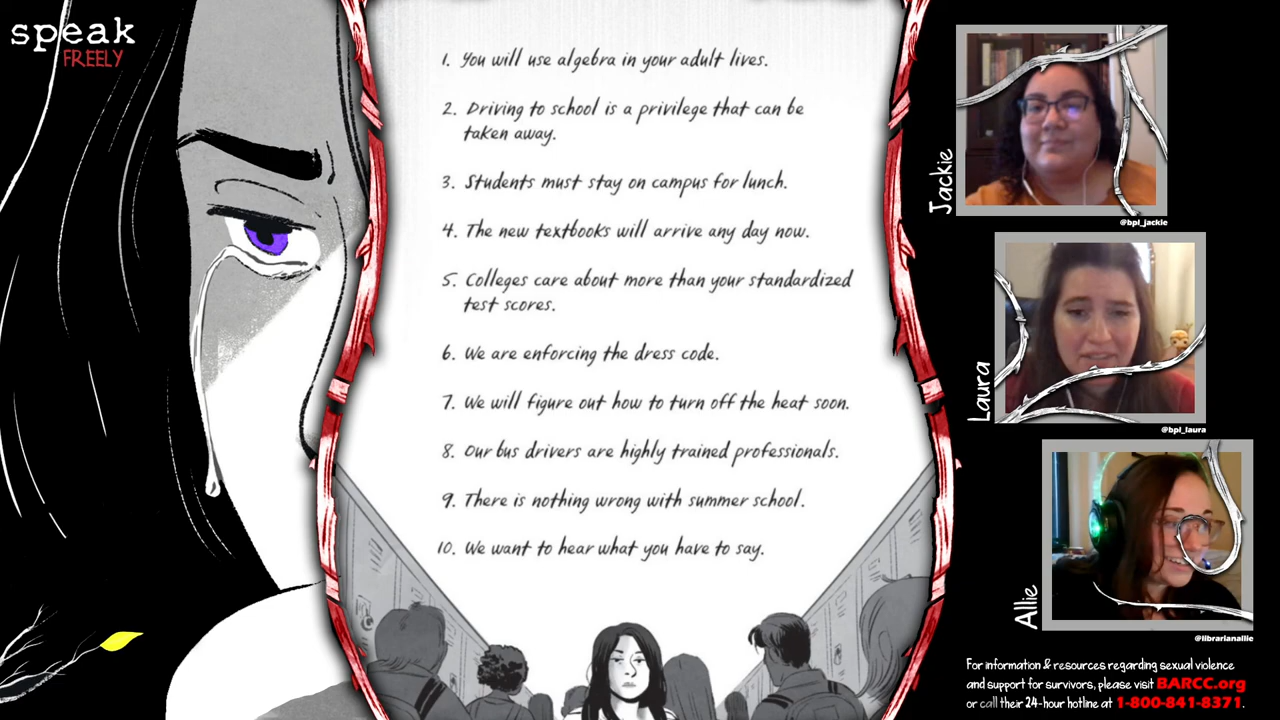 speak
FREELY
1. You will use algebra in your adult lives.
2. Driving to school is a privilege that can be
taken away.
3. Students must stay on campus for lunch.
4. The new textbooks will arrive any day now.
5. Colleges care about more than your standardized
test scores.
6. We are enforcing the dress code.
7. We will figure out how to turn off the heat soon.
8. Our bus drivers are highly trained professionals.
9. There is nothing wrong with summer school.
10. We want to hear what you have to say.
Jackie
@bpl_jackie
Laura
@bpl_laura
Allie
@librarianallie
For information & resources regarding sexual violence
and support for survivors, please visit BARCC.org
or call their 24-hour hotline at 1-800-841-8371.